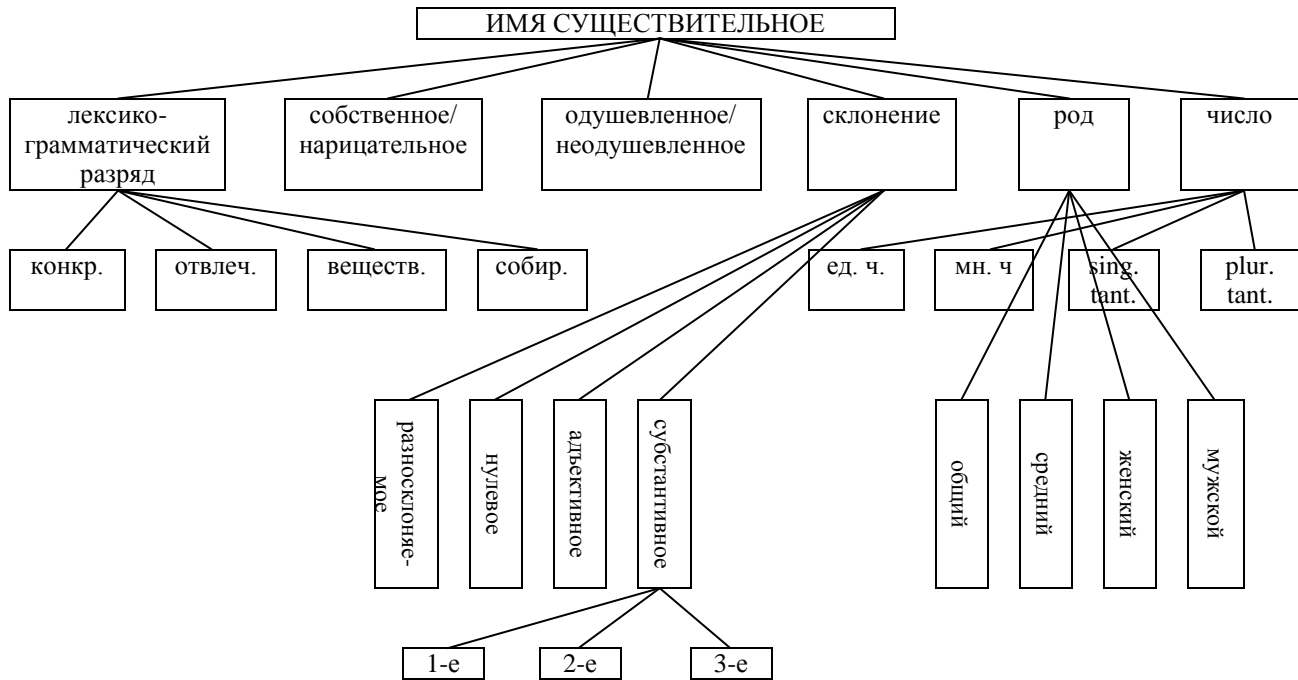 ИМЯ СУЩЕСТВИТЕЛЬНОЕ
лексико-
грамматический
разряд
собственное/
нарицательное
одушевленное/
неодушевленное
склонение
род
число
конкр.
отвлеч.
веществ.
собир.
ед. ч.
мн. ч
sing.
tant.
plur.
tant.
разносклоняе-
мое
нулевое
адъективное
субстантивное
общий
средний
женский
мужской
1-е
2-е
3-е